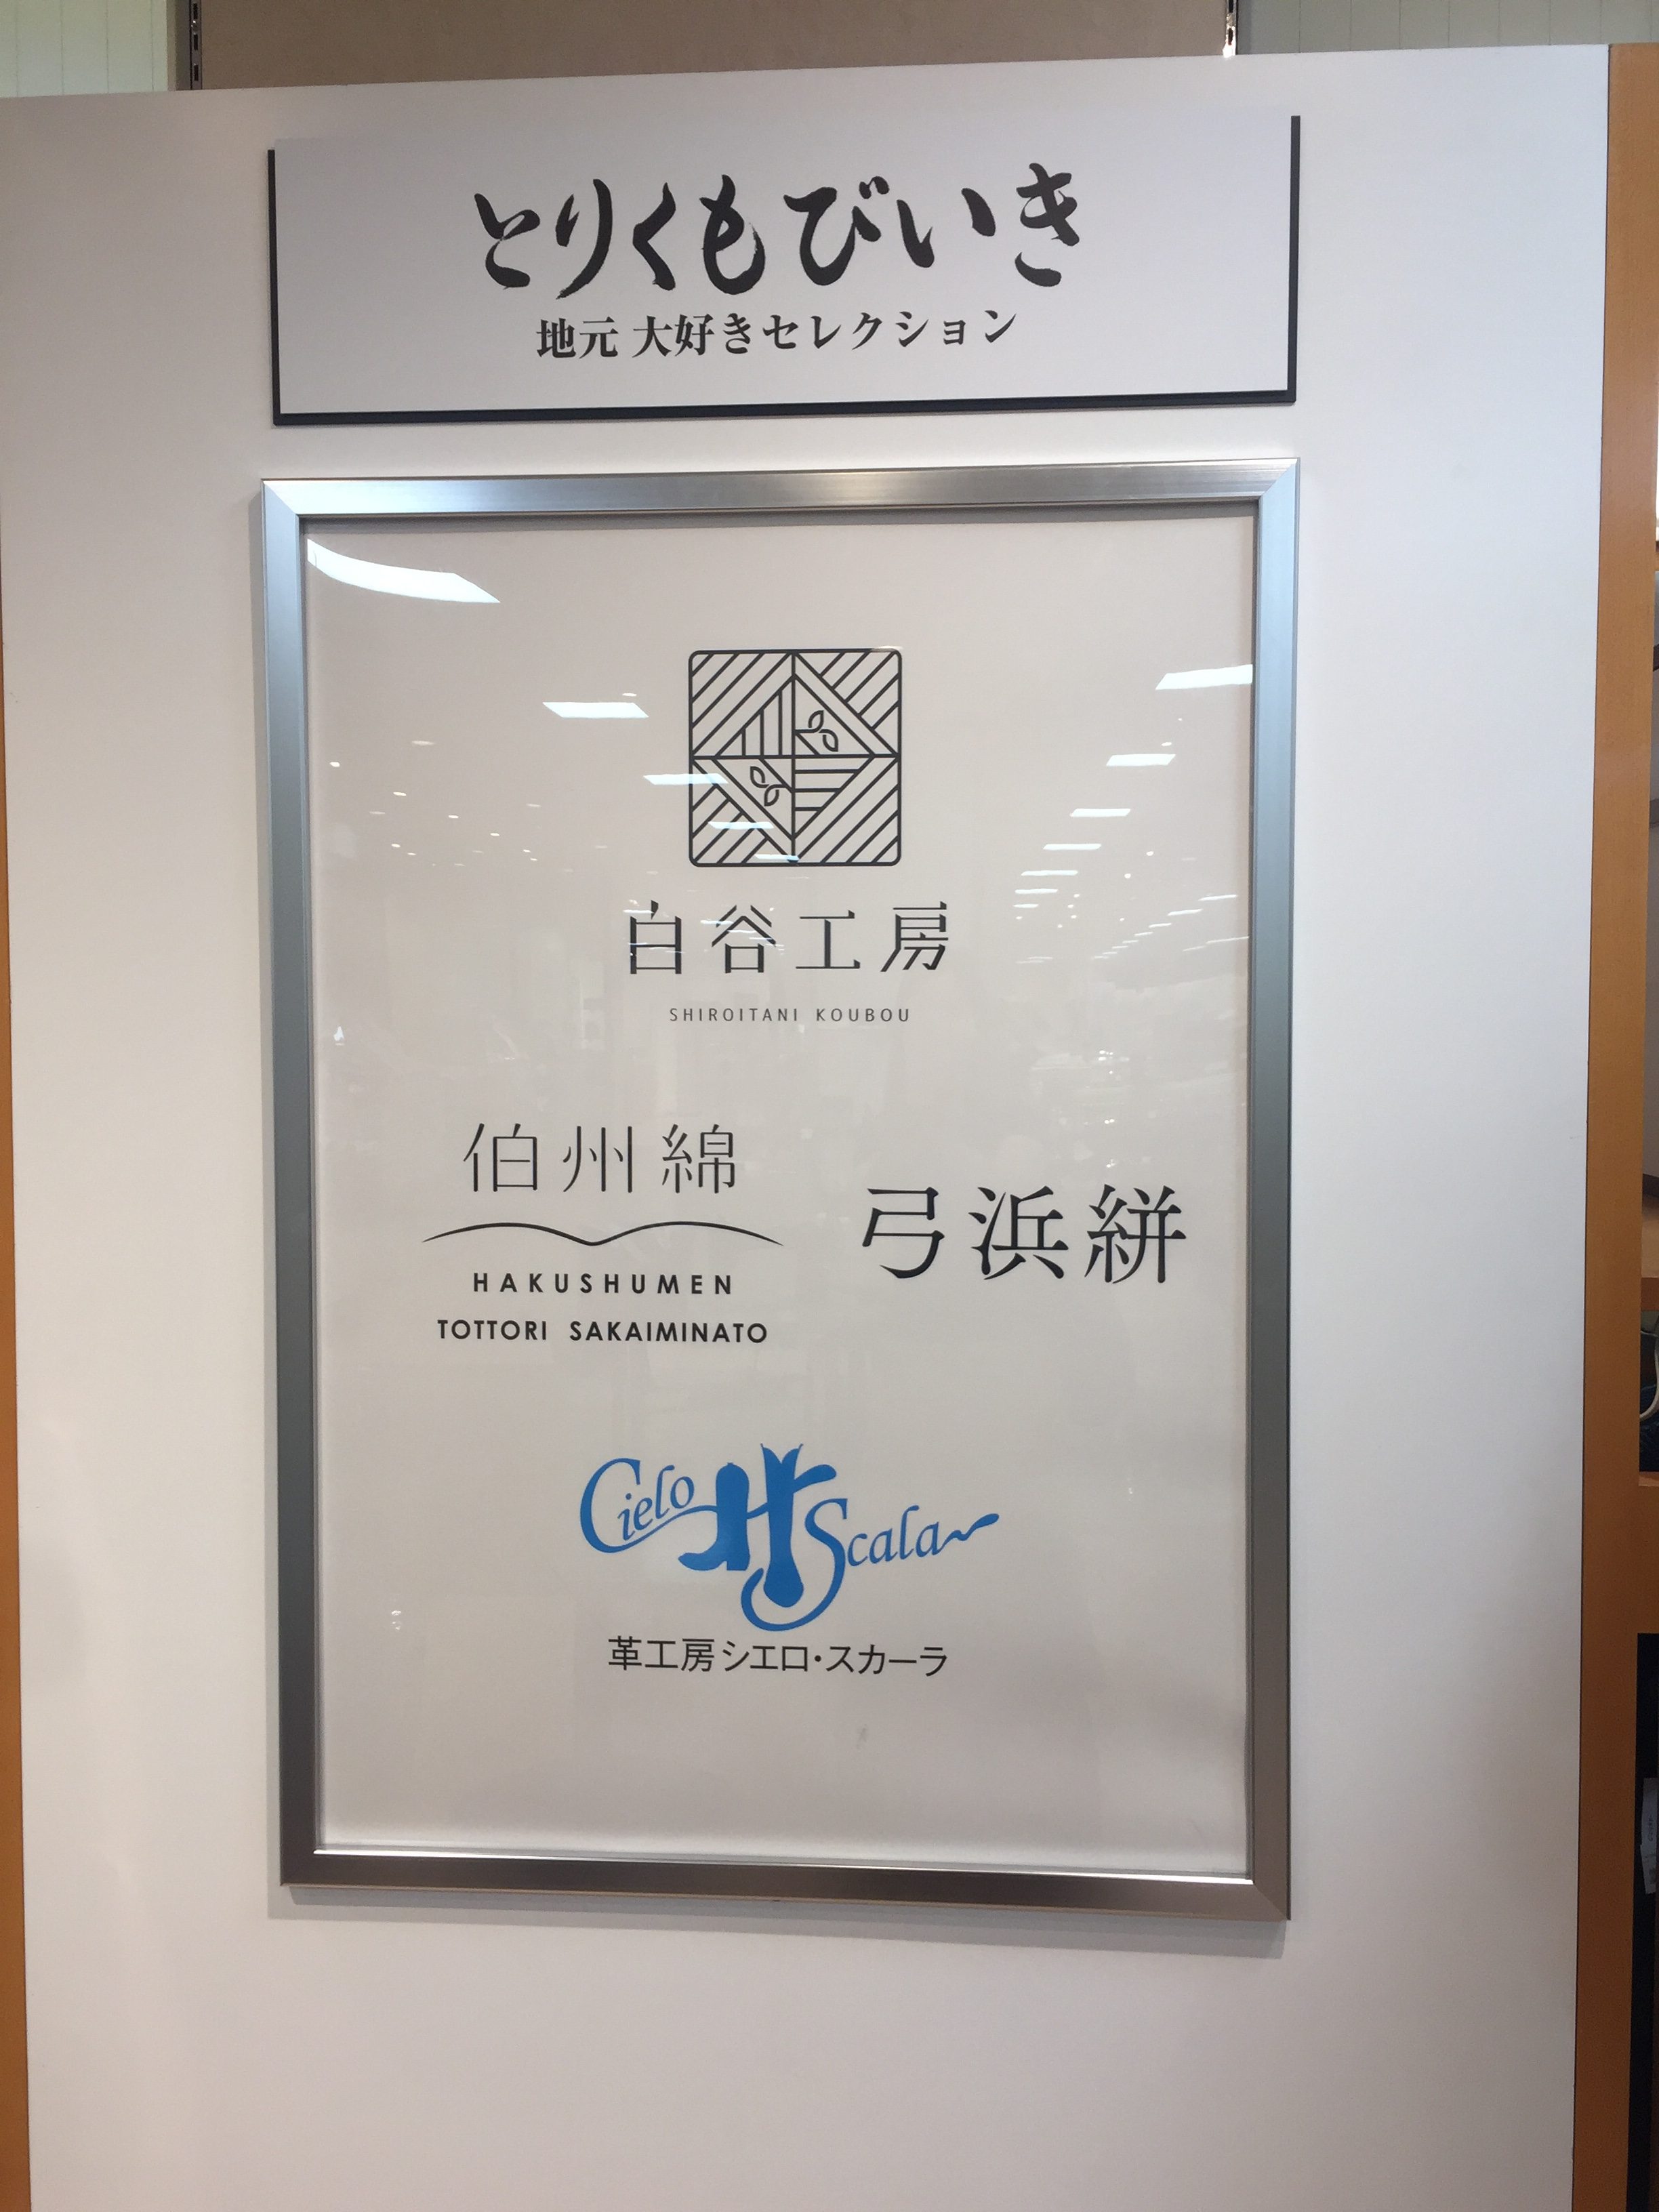 とりくもびいき
地元 大好きセレクション
白谷工房
SHIROITANI KOUBOU
伯州綿
HAKUSHUMEN
TOTTORI SAKAIMINATO
弓浜絣
Cielo Scala
革工房シエロ・スカーラ